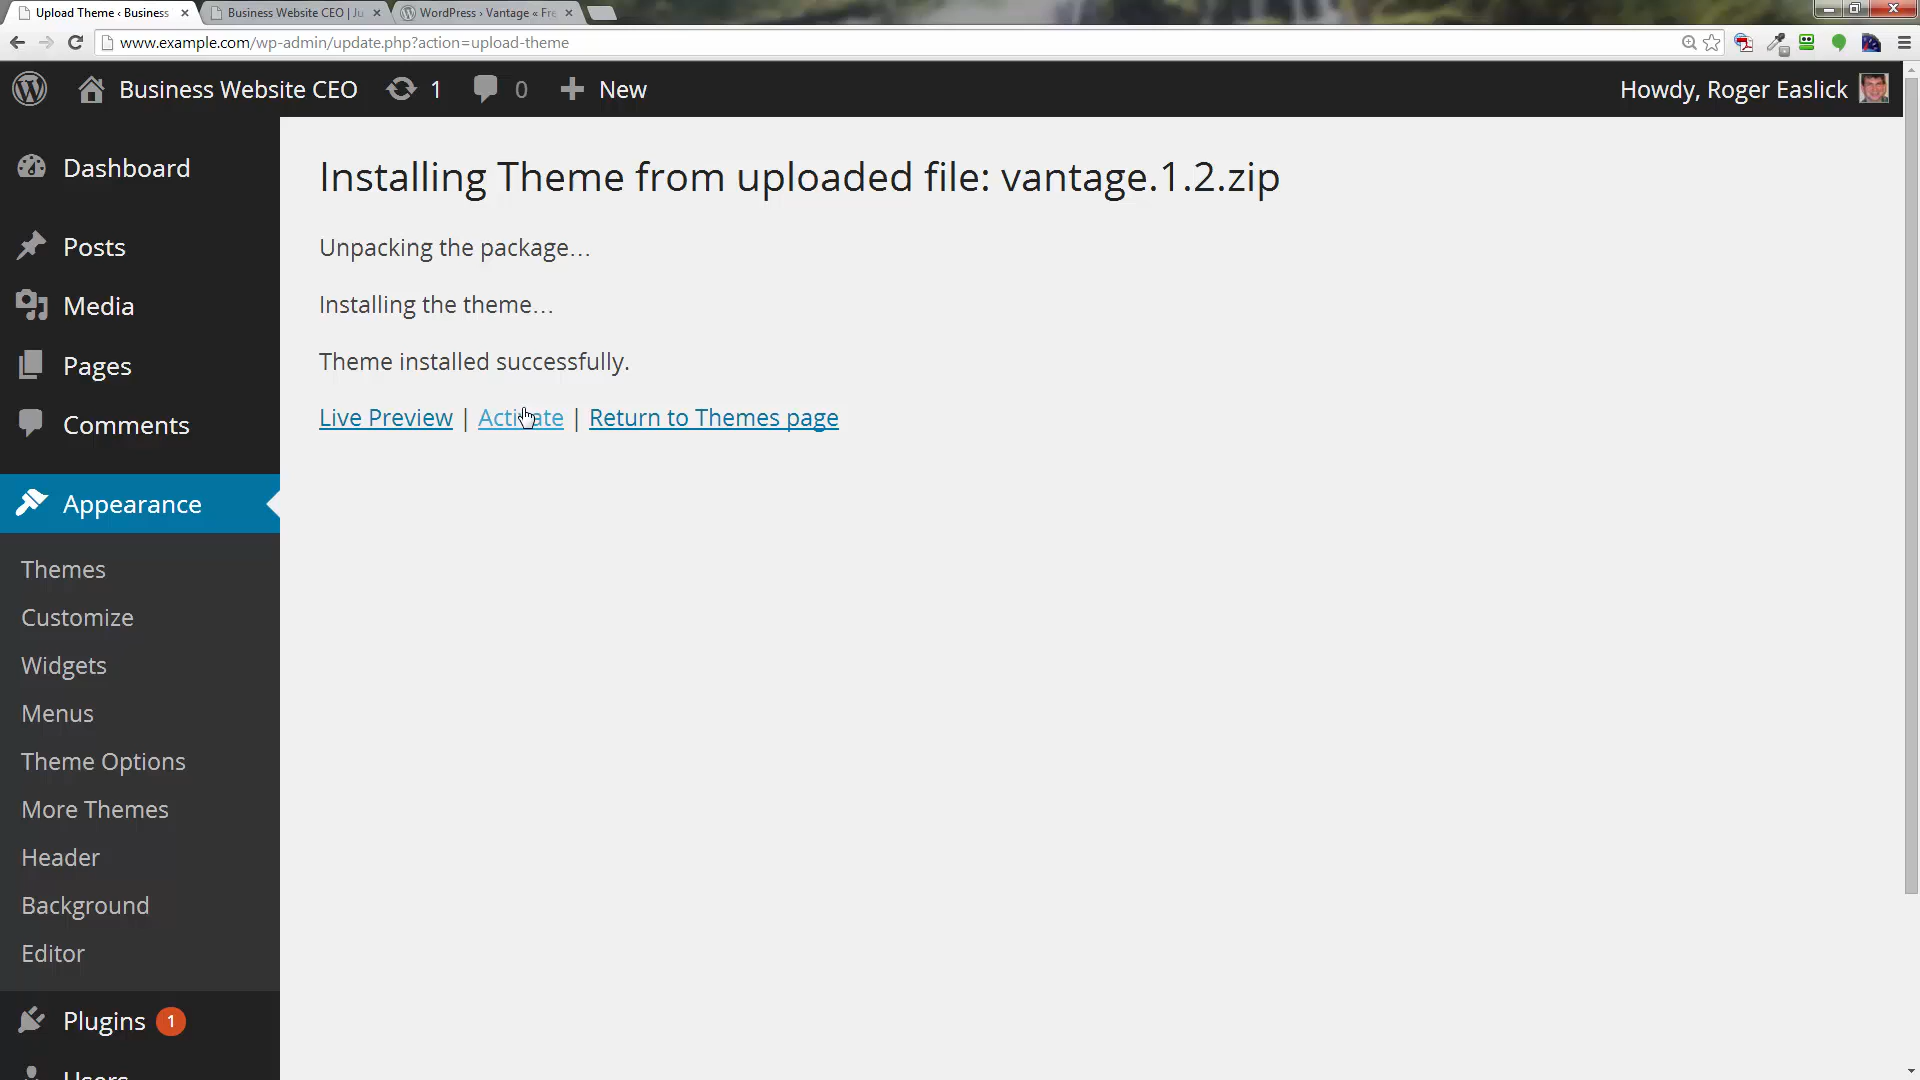 Upload Theme ‹ Business
Business Website CEO | Ju
WordPress › Vantage « Fre
www.example.com/wp-admin/update.php?action=upload-theme
Business Website CEO 1 0 New
Howdy, Roger Easlick
Dashboard
Posts
Media
Pages
Comments
Appearance
Themes
Customize
Widgets
Menus
Theme Options
More Themes
Header
Background
Editor
Plugins 1
Users
Installing Theme from uploaded file: vantage.1.2.zip
Unpacking the package…
Installing the theme…
Theme installed successfully.
Live Preview | Activate | Return to Themes page